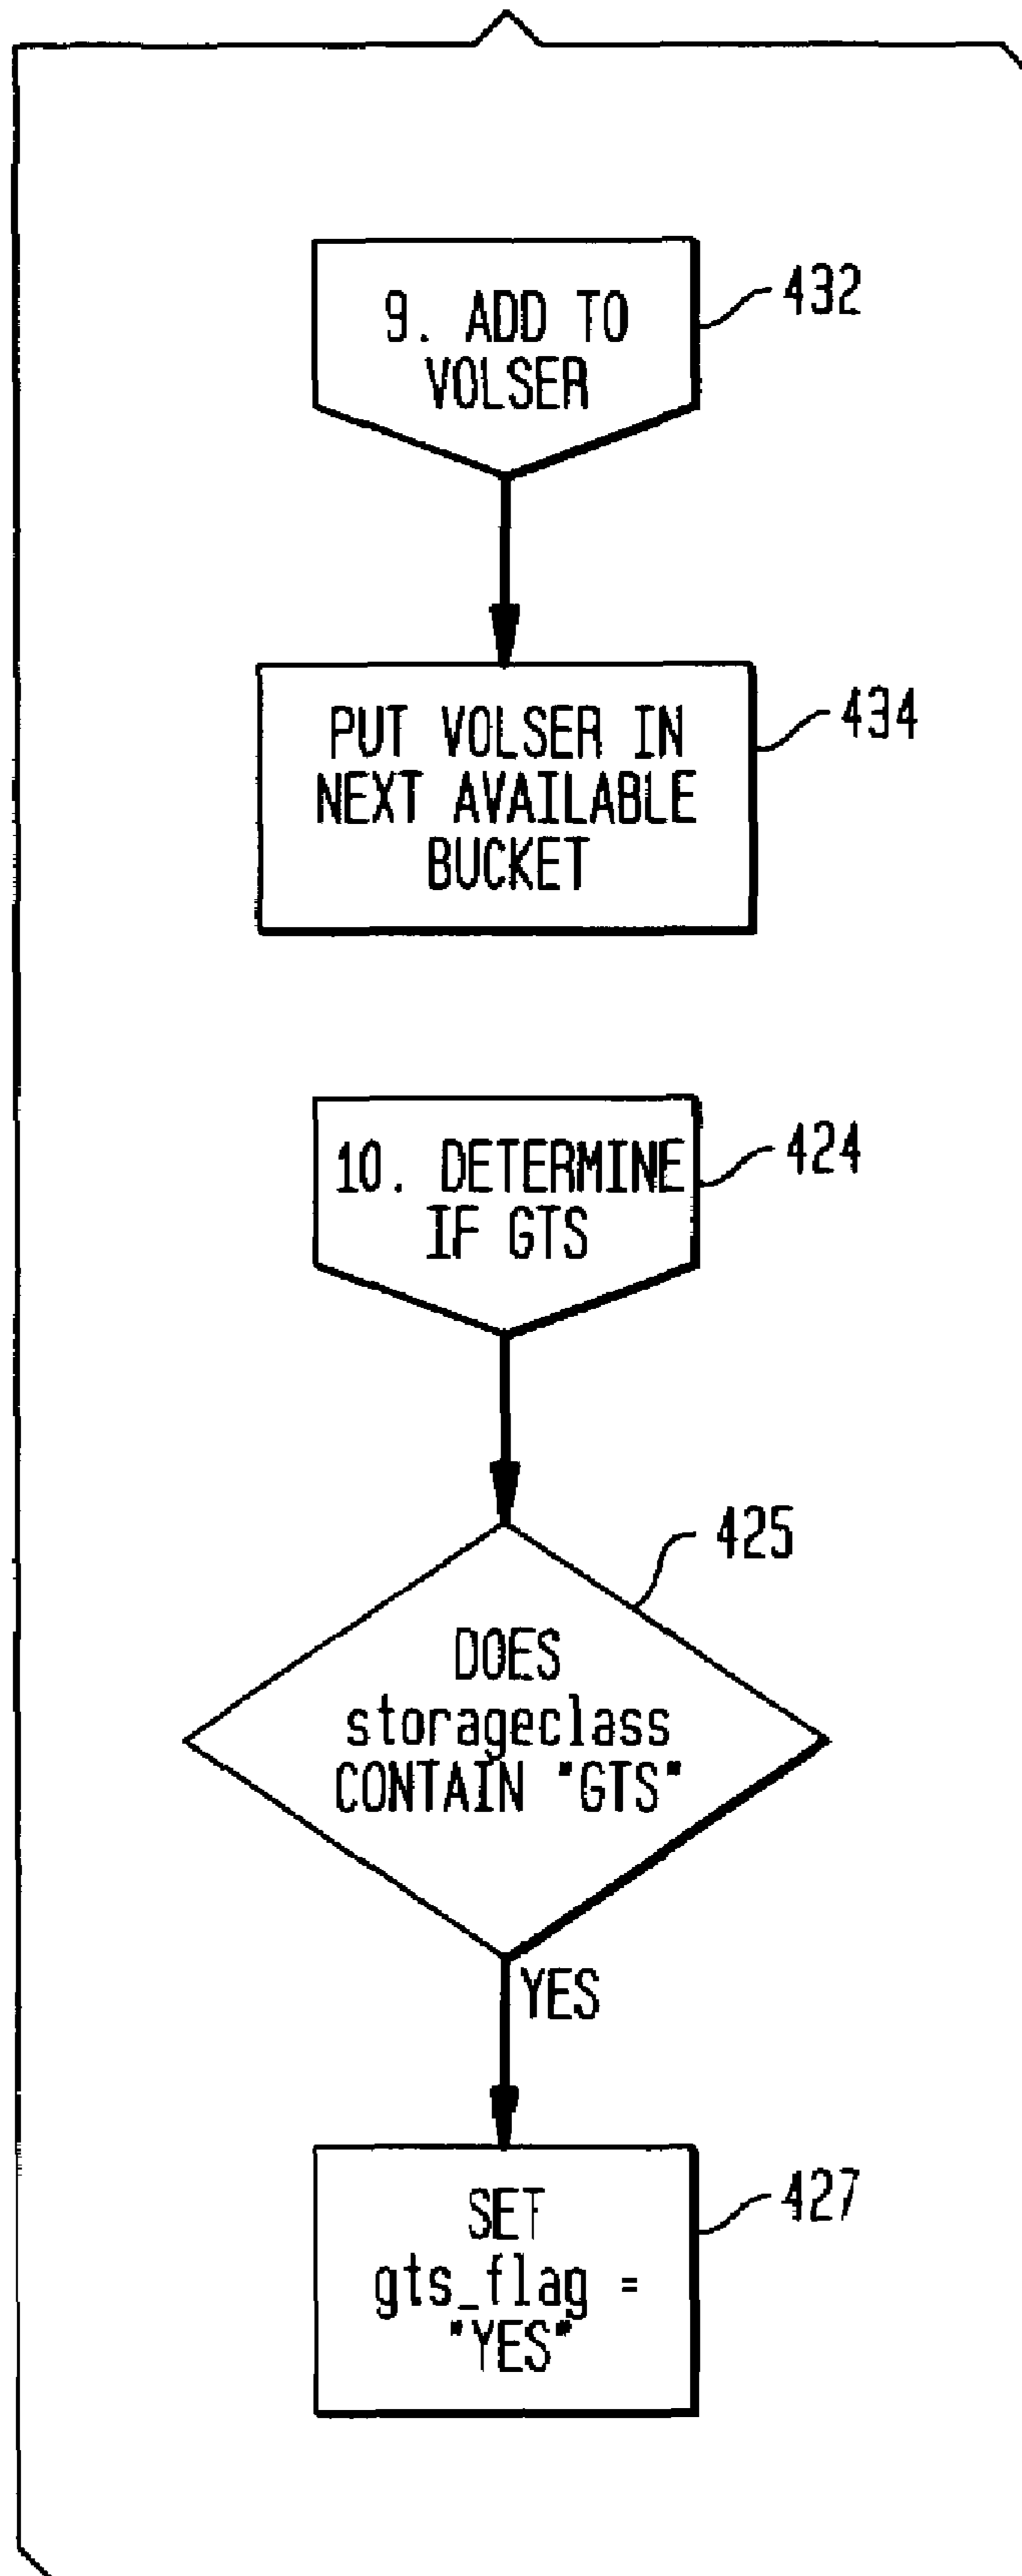 9. ADD TO
VOLSER
432
PUT VOLSER IN
NEXT AVAILABLE
BUCKET
434
10. DETERMINE
IF GTS
424
425
DOES
storageclass
CONTAIN "GTS"
YES
SET
gts_flag =
"YES"
427